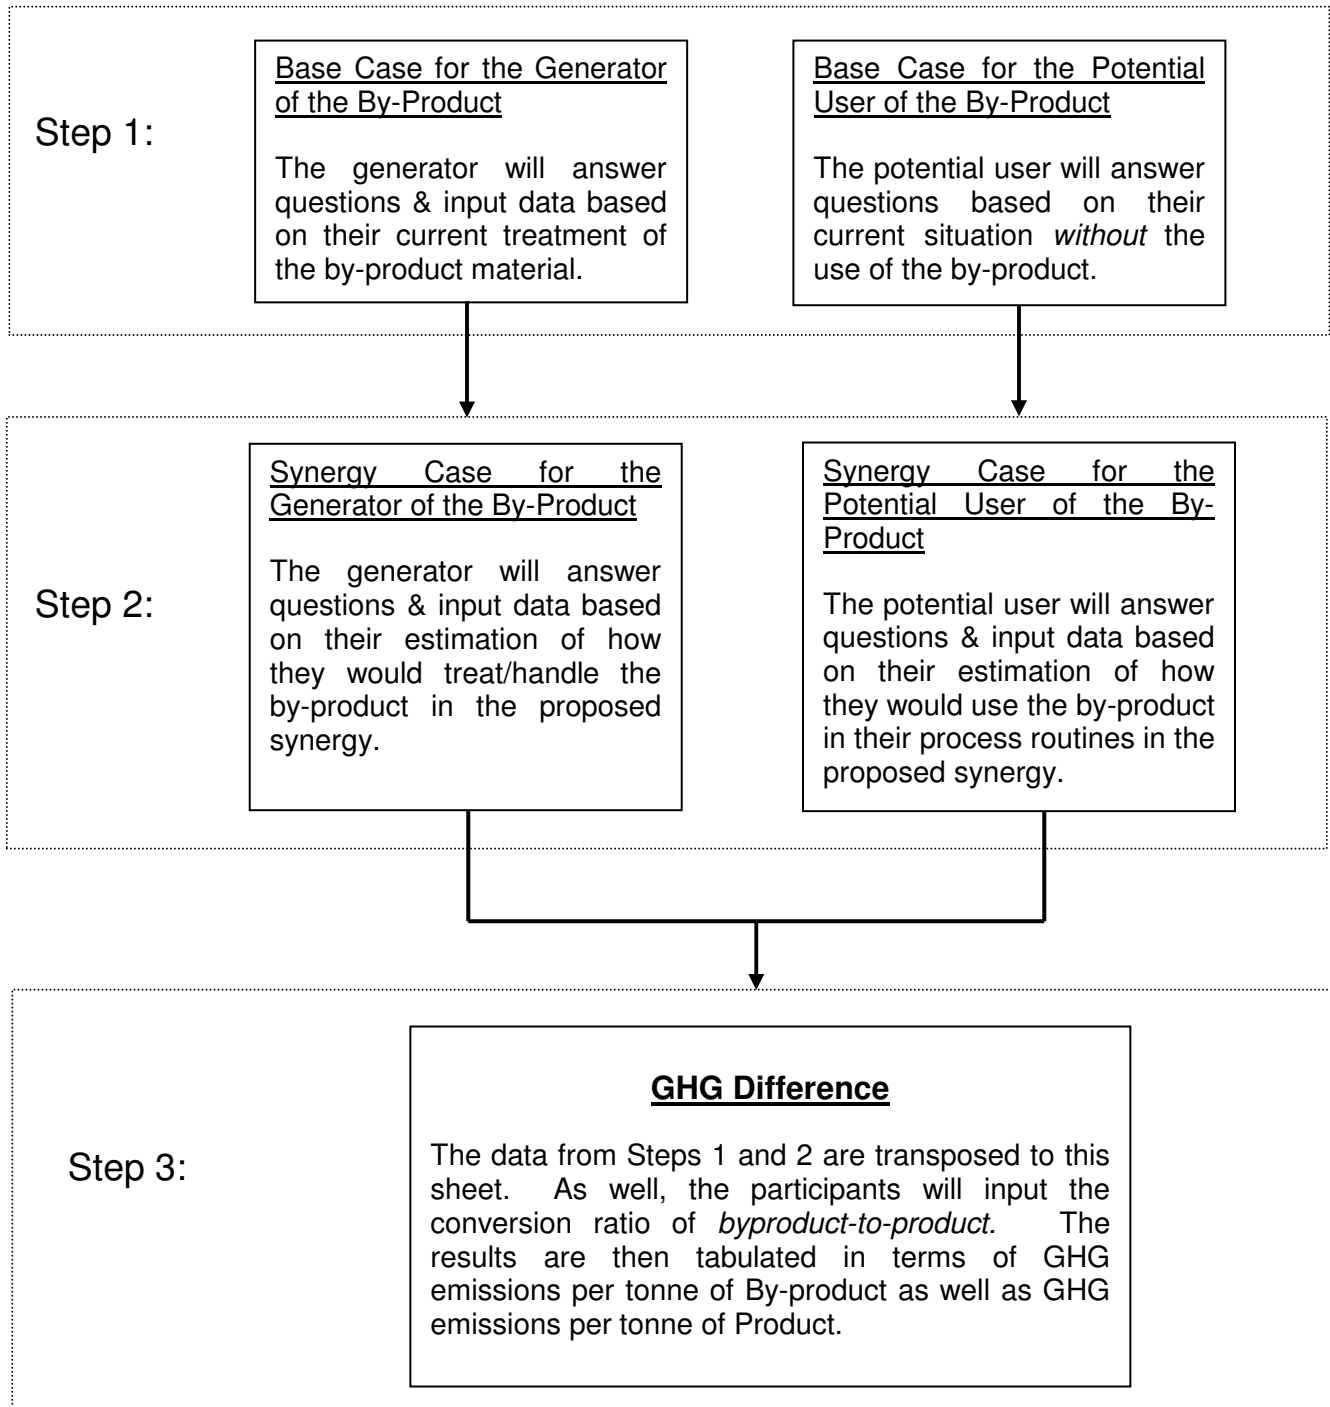 Step 1:
Base Case for the Generator
of the By-Product
The generator will answer
questions & input data based
on their current treatment of
the by-product material.
Base Case for the Potential
User of the By-Product
The potential user will answer
questions based on their
current situation without the
use of the by-product.
Step 2:
Synergy Case for the
Generator of the By-Product
The generator will answer
questions & input data based
on their estimation of how
they would treat/handle the
by-product in the proposed
synergy.
Synergy Case for the
Potential User of the By-
Product
The potential user will answer
questions & input data based
on their estimation of how
they would use the by-product
in their process routines in the
proposed synergy.
Step 3:
GHG Difference
The data from Steps 1 and 2 are transposed to this
sheet. As well, the participants will input the
conversion ratio of byproduct-to-product. The
results are then tabulated in terms of GHG
emissions per tonne of By-product as well as GHG
emissions per tonne of Product.